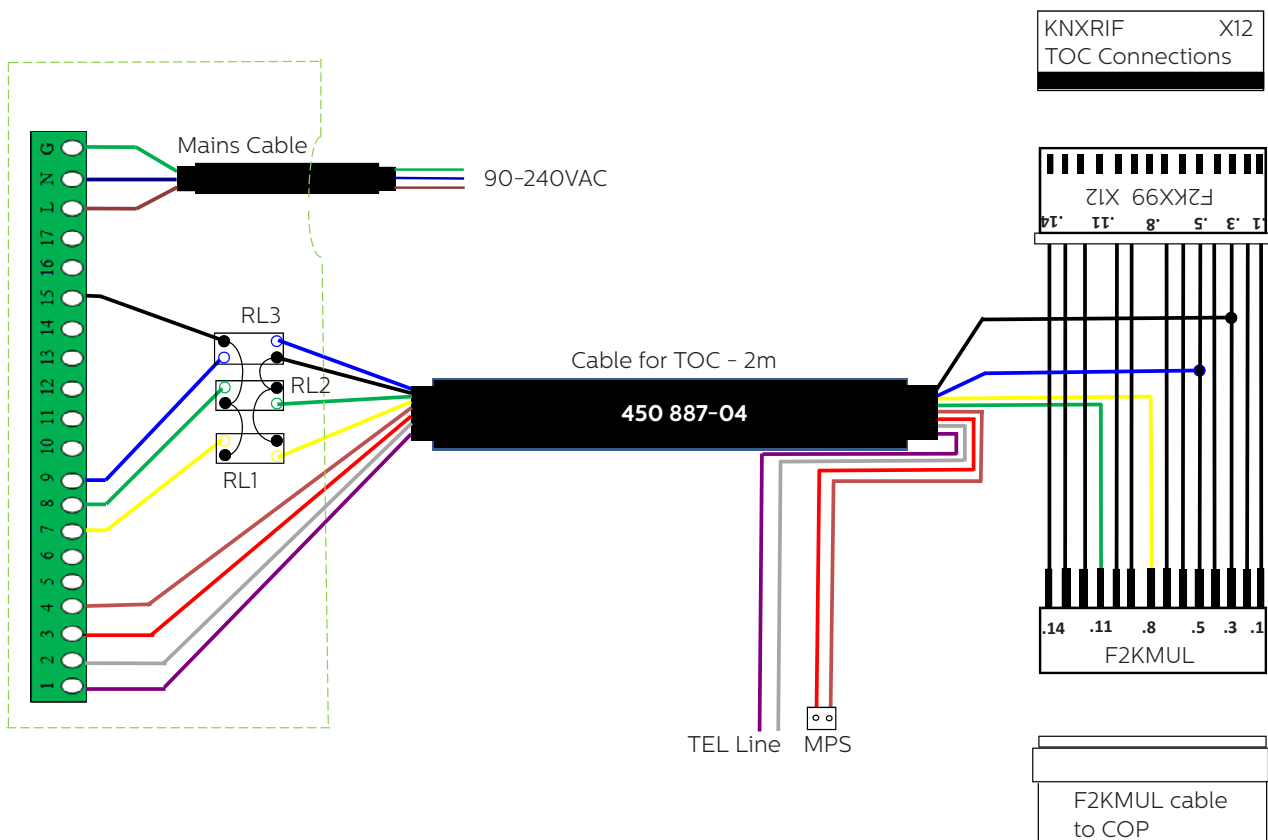 KNXRIF X12
TOC Connections
Mains Cable
90-240VAC
G
N
L
17
16
15
14
13
12
11
10
9
8
7
6
5
4
3
2
1
RL3
RL2
RL1
Cable for TOC - 2m
450 887-04
TEL Line
MPS
F2KX99 X12
.14 .11 .8 .5 .3 .1
.14 .11 .8 .5 .3 .1
F2KMUL
F2KMUL cable
to COP